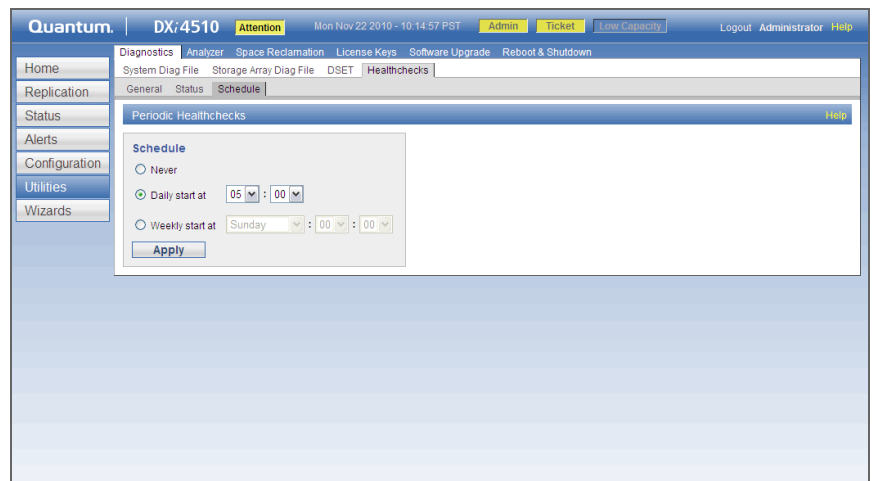 Quantum. DXi4510 Attention Mon Nov 22 2010 - 10:14:57 PST Admin Ticket Low Capacity Logout Administrator Help
Diagnostics Analyzer Space Reclamation License Keys Software Upgrade Reboot & Shutdown
System Diag File Storage Array Diag File DSET Healthchecks
General Status Schedule
Home
Replication
Status
Alerts
Configuration
Utilities
Wizards
Periodic Healthchecks Help
Schedule
Never
Daily start at 05 : 00
Weekly start at Sunday : 00 : 00
Apply